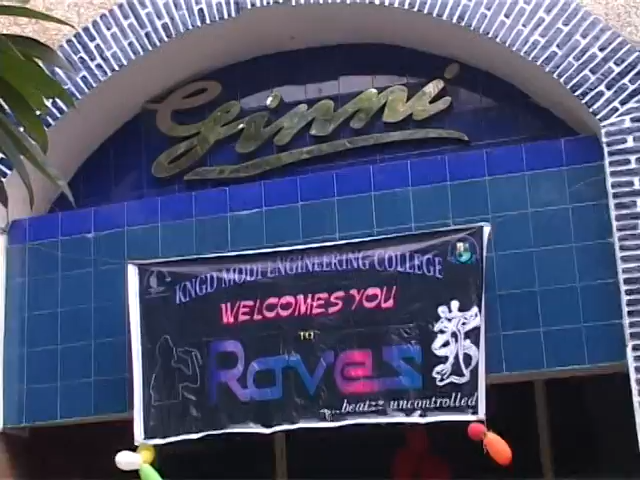 Ginni
KNGD MODI ENGINEERING COLLEGE
WELCOMES YOU
TO
Raves
...beatzz uncontrolled